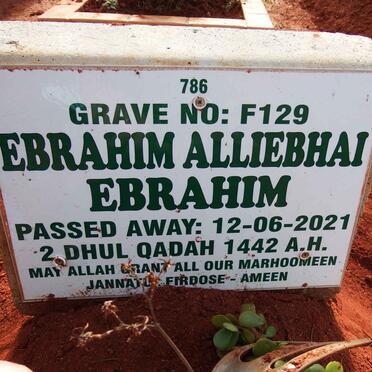 786
GRAVE NO: F129
EBRAHIM ALLIEBHAI
EBRAHIM
PASSED AWAY: 12-06-2021
2 DHUL QADAH 1442 A.H.
MAY ALLAH GRANT ALL OUR MARHOOMEEN
JANNATUL FIRDOSE - AMEEN